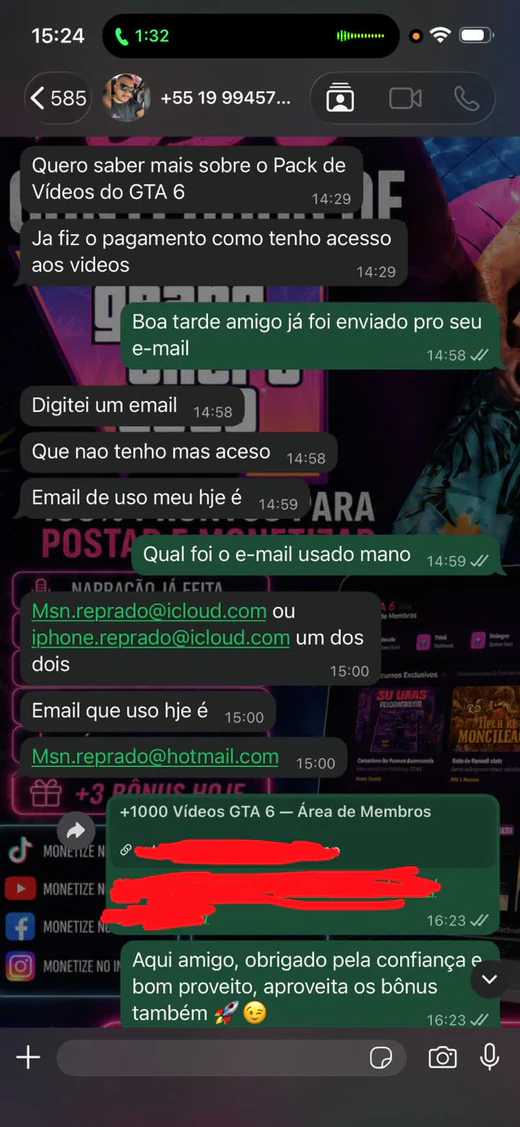 15:24
1:32
585
+55 19 99457...
Quero saber mais sobre o Pack de
Vídeos do GTA 6
14:29
Ja fiz o pagamento como tenho acesso
aos videos
14:29
Boa tarde amigo já foi enviado pro seu
e-mail
14:58
Digitei um email 14:58
Que nao tenho mas aceso 14:58
Email de uso meu hje é 14:59
PARA
POSTAR E MONETIZAR
Qual foi o e-mail usado mano 14:59
NARRAÇÃO JÁ FEITA
Msn.reprado@icloud.com ou
iphone.reprado@icloud.com um dos
dois
15:00
Email que uso hje é 15:00
Msn.reprado@hotmail.com 15:00
+3 BÔNUS HOJE
+1000 Vídeos GTA 6 — Área de Membros
MONETIZE N
MONETIZE N
MONETIZE NO
16:23
MONETIZE NO IN
Aqui amigo, obrigado pela confiança e
bom proveito, aproveita os bônus
também 🚀😉
16:23